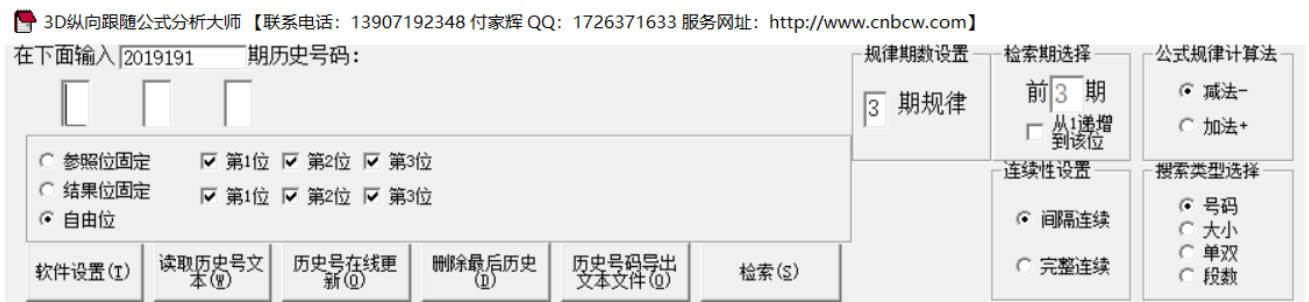 3D纵向跟随公式分析大师【联系电话：13907192348 付家辉 QQ：1726371633 服务网址：http://www.cnbcw.com】
在下面输入 2019191 期历史号码：
规律期数设置
3 期规律
检索期选择
前 3 期
从1递增
到该位
公式规律计算法
减法-
加法+
参照位固定 第1位 第2位 第3位
结果位固定 第1位 第2位 第3位
自由位
连续性设置
间隔连续
完整连续
搜索类型选择
号码
大小
单双
段数
软件设置(I)
读取历史号文
本(W)
历史号在线更
新(O)
删除最后历史
(D)
历史号码导出
文本文件(O)
检索(S)